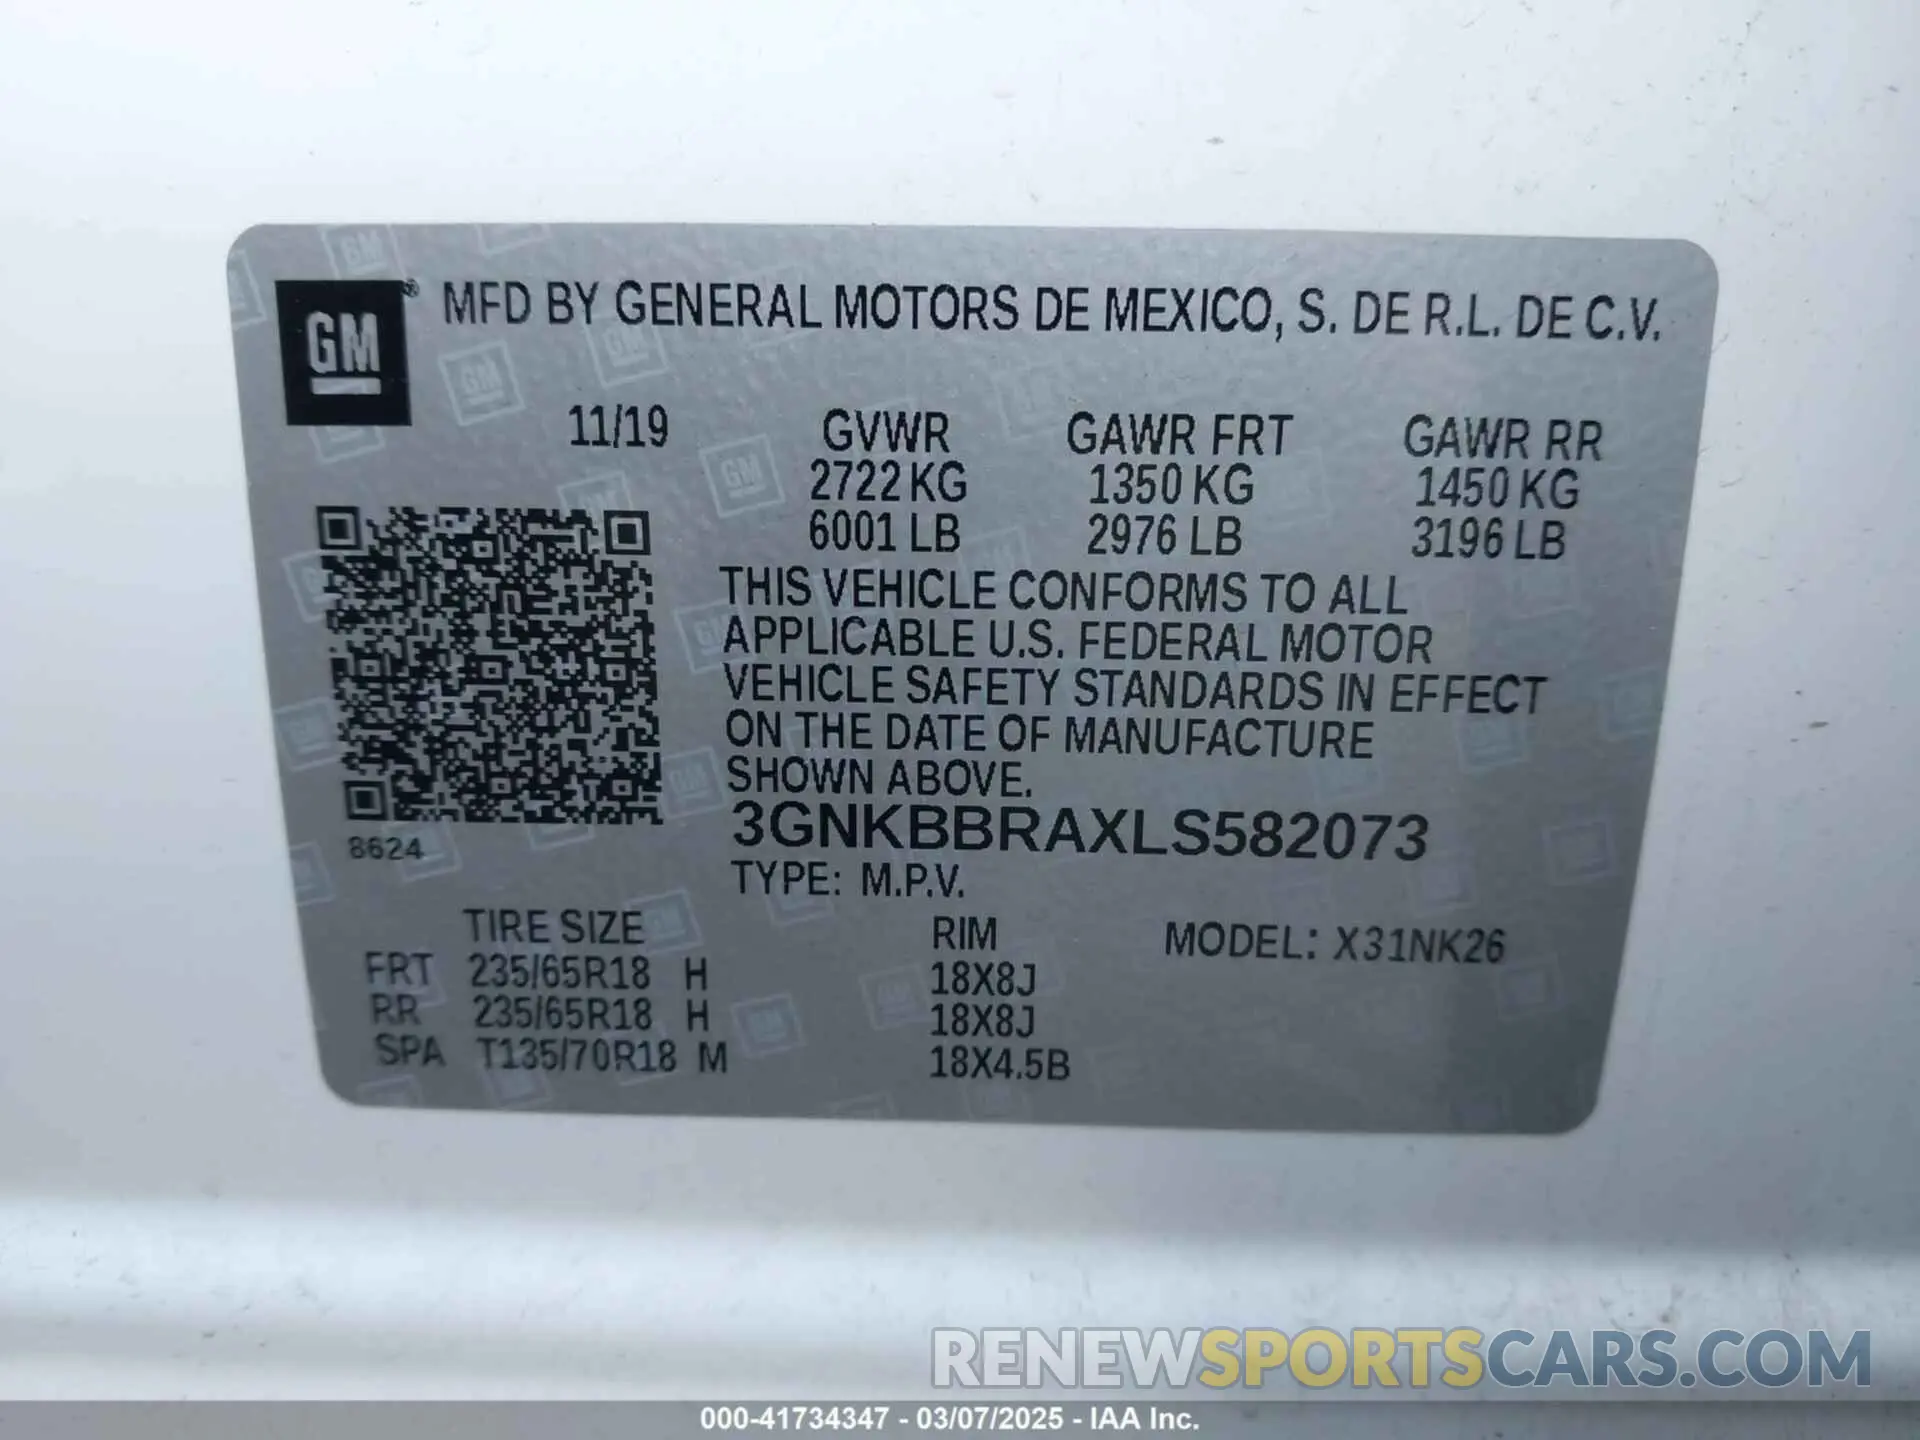 GM ® MFD BY GENERAL MOTORS DE MEXICO, S. DE R.L. DE C.V.
11/19 GVWR GAWR FRT GAWR RR
2722 KG 1350 KG 1450 KG
6001 LB 2976 LB 3196 LB
THIS VEHICLE CONFORMS TO ALL
APPLICABLE U.S. FEDERAL MOTOR
VEHICLE SAFETY STANDARDS IN EFFECT
ON THE DATE OF MANUFACTURE
SHOWN ABOVE.
3GNKBBRAXLS582073
8624
TYPE: M.P.V.
TIRE SIZE RIM MODEL: X31NK26
FRT 235/65R18 H 18X8J
RR 235/65R18 H 18X8J
SPA T135/70R18 M 18X4.5B
RENEWSPORTSCARS.COM
000-41734347 - 03/07/2025 - IAA Inc.